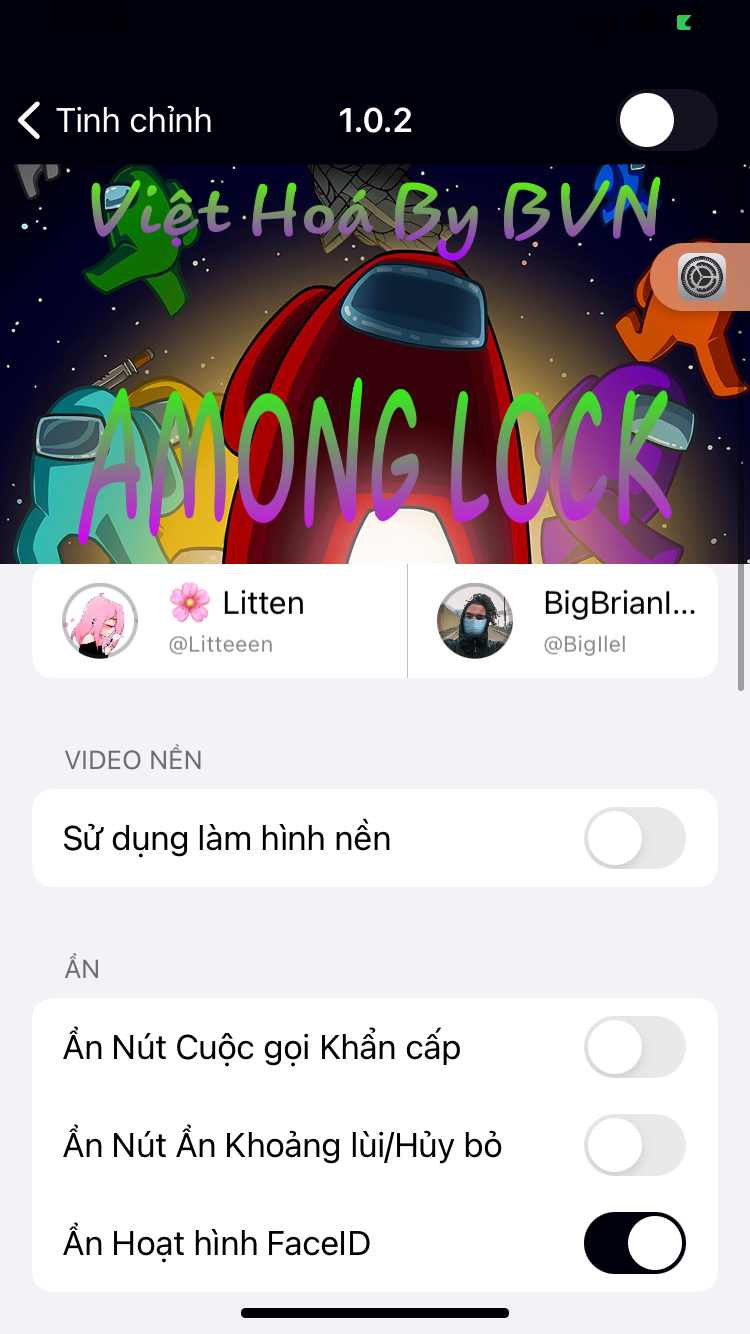 Tinh chỉnh
1.0.2
Việt Hoá By BVN
AMONG LOCK
🌸 Litten
@Litteeen
BigBrianl...
@BigIlel
VIDEO NỀN
Sử dụng làm hình nền
ẨN
Ẩn Nút Cuộc gọi Khẩn cấp
Ẩn Nút Ẩn Khoảng lùi/Hủy bỏ
Ẩn Hoạt hình FaceID